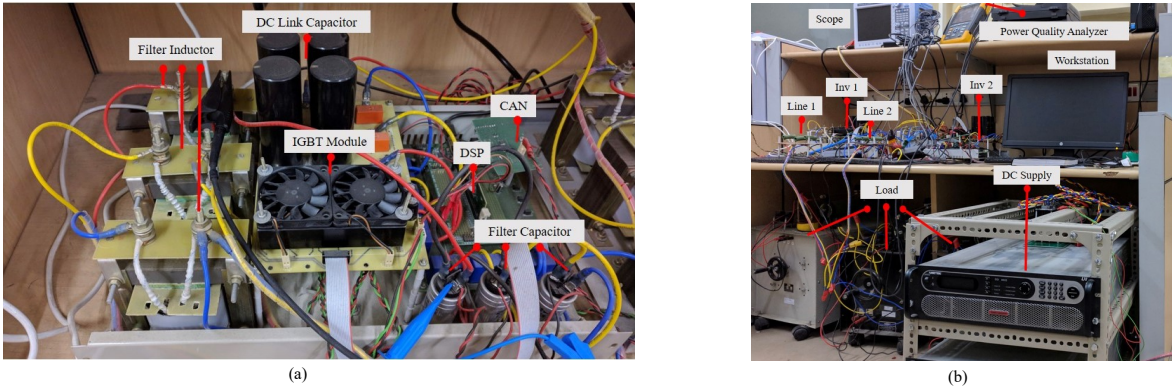 DC Link Capacitor
Filter Inductor
CAN
IGBT Module
DSP
Filter Capacitor
(a)
Scope
Power Quality Analyzer
Workstation
Inv 1
Inv 2
Line 1
Line 2
DC Supply
Load
(b)